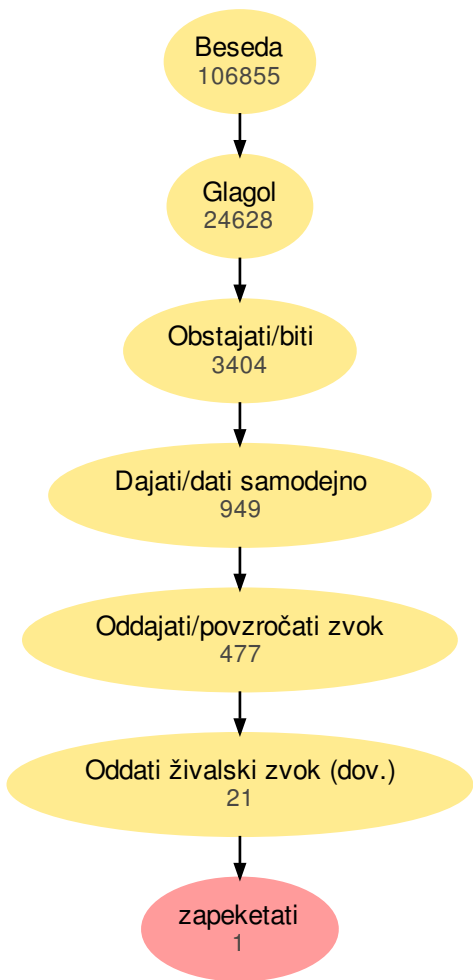 Beseda
106855
Glagol
24628
Obstajati/biti
3404
Dajati/dati samodejno
949
Oddajati/povzročati zvok
477
Oddati živalski zvok (dov.)
21
zapeketati
1